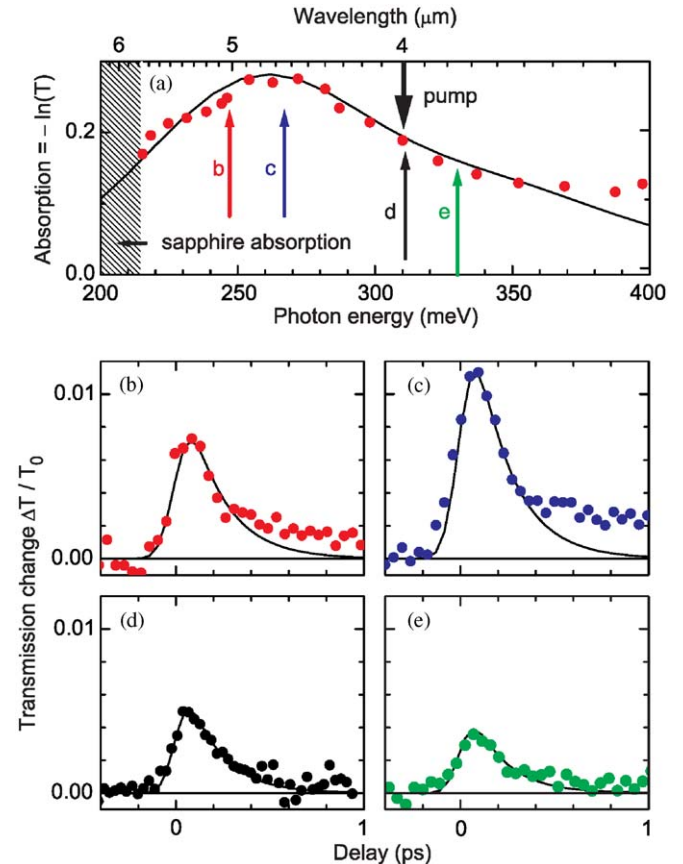 Wavelength (μm)
6 5 4
(a)
pump
0.2
b c d e
sapphire absorption
0.0
200 250 300 350 400
Photon energy (meV)
Absorption = − ln(T)
(b) (c)
0.01
0.00
(d) (e)
0.01
0.00
Transmission change ΔT / T0
0 1 0 1
Delay (ps)